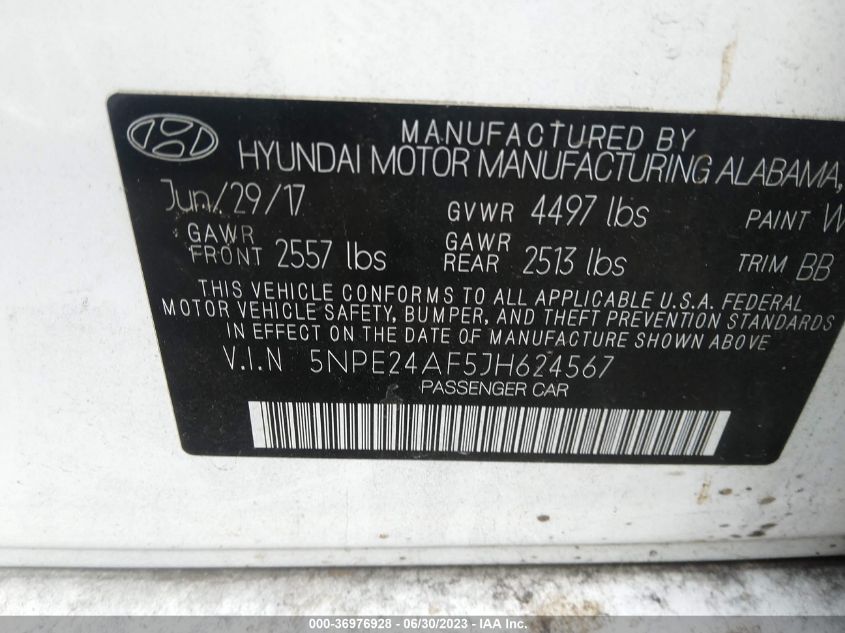 MANUFACTURED BY
HYUNDAI MOTOR MANUFACTURING ALABAMA,
Jun/29/17 GVWR 4497 lbs PAINT W
GAWR FRONT 2557 lbs GAWR REAR 2513 lbs TRIM BB
THIS VEHICLE CONFORMS TO ALL APPLICABLE U.S.A. FEDERAL
MOTOR VEHICLE SAFETY, BUMPER, AND THEFT PREVENTION STANDARDS
IN EFFECT ON THE DATE OF MANUFACTURE SHOWN ABOVE
V.I.N 5NPE24AF5JH624567
PASSENGER CAR
000-36976928 - 06/30/2023 - IAA Inc.